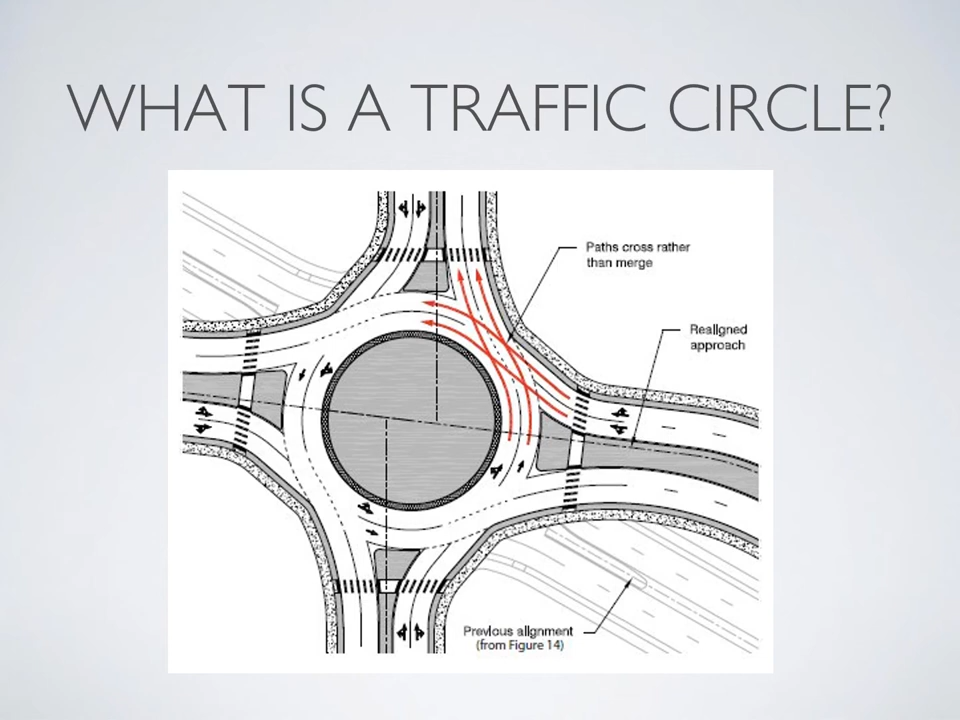 WHAT IS A TRAFFIC CIRCLE?
Paths cross rather
than merge
Realigned
approach
Previous alignment
(from Figure 14)